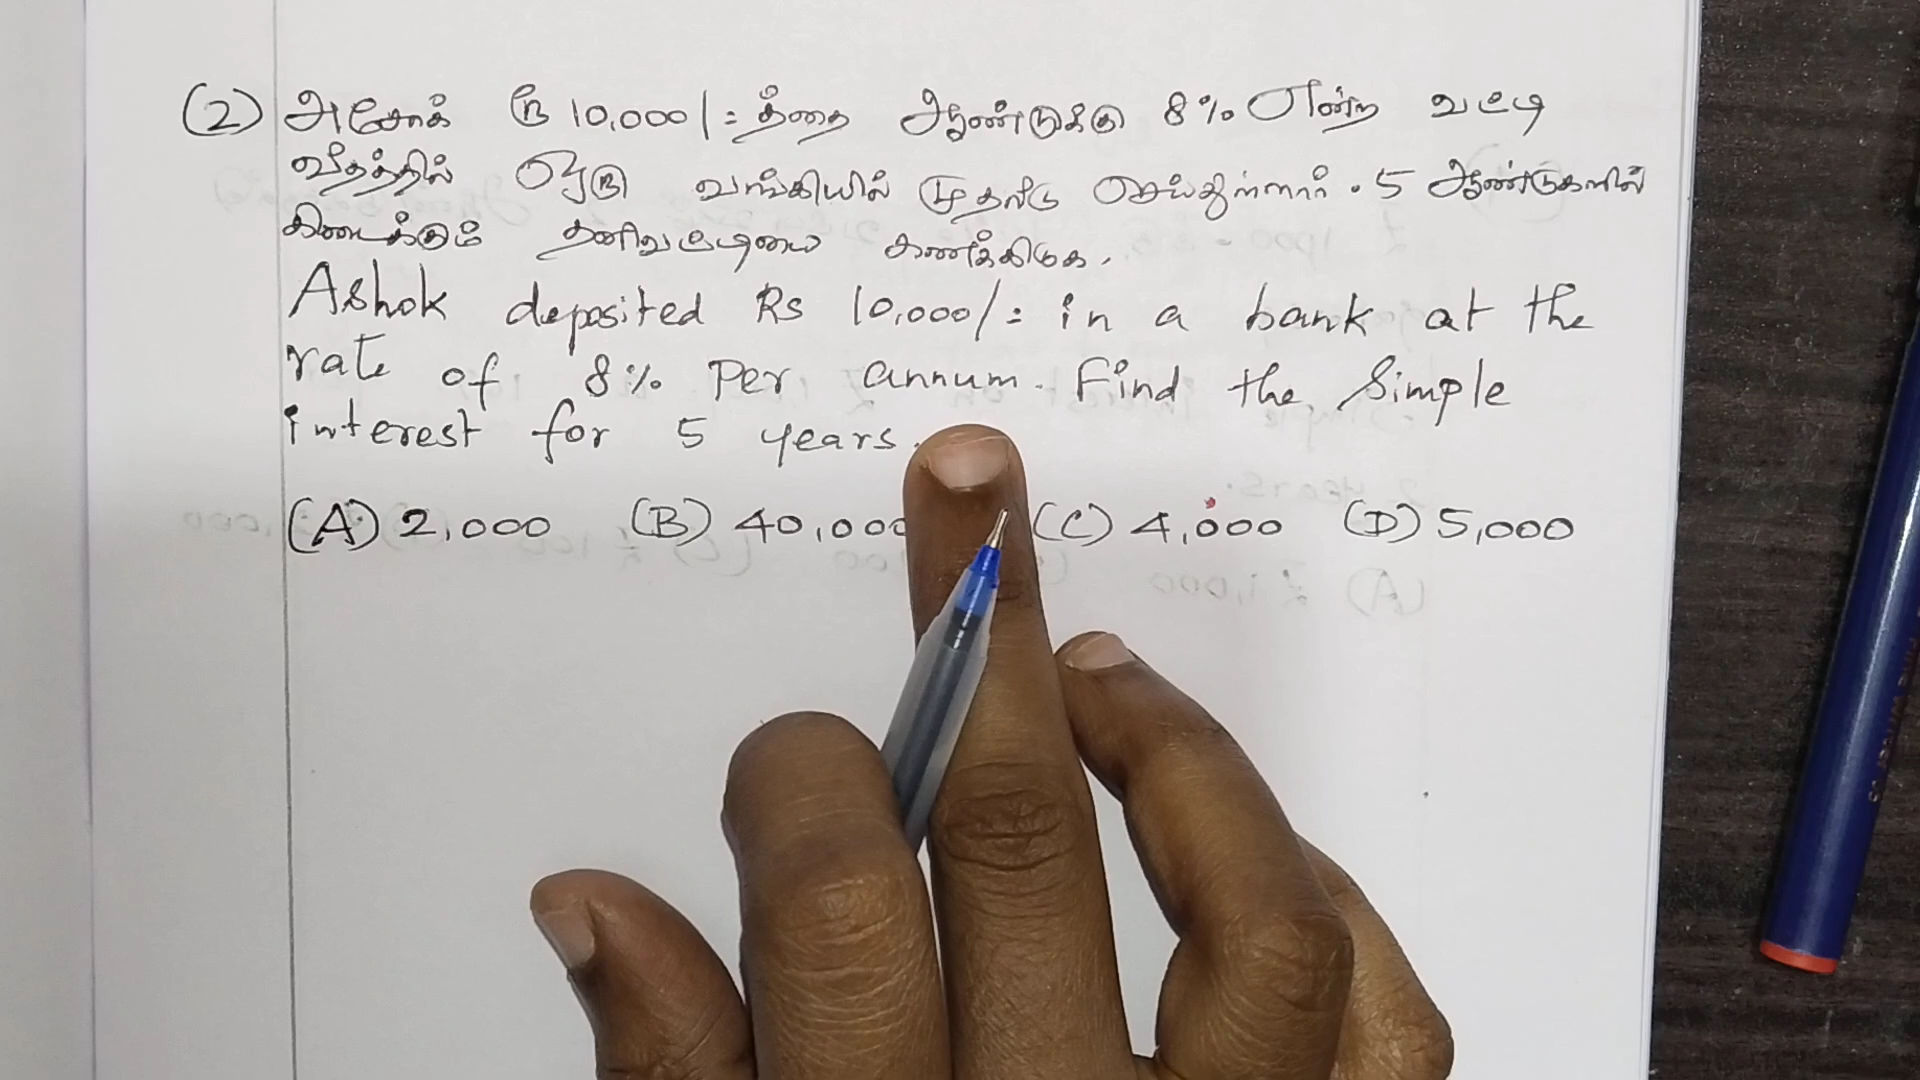 (2) அசோக் ரூ 10,000/= த்தை ஆண்டுக்கு 8% என்ற வட்டி
வீதத்தில் ஒரு வங்கியில் முதலீடு செய்துள்ளார். 5 ஆண்டுகளில்
கிடைக்கும் தனிவட்டியை கணக்கிடுக.
Ashok deposited Rs 10,000/= in a bank at the
rate of 8% Per annum. Find the Simple
interest for 5 years.
(A) 2,000 (B) 40,000 (C) 4,000 (D) 5,000